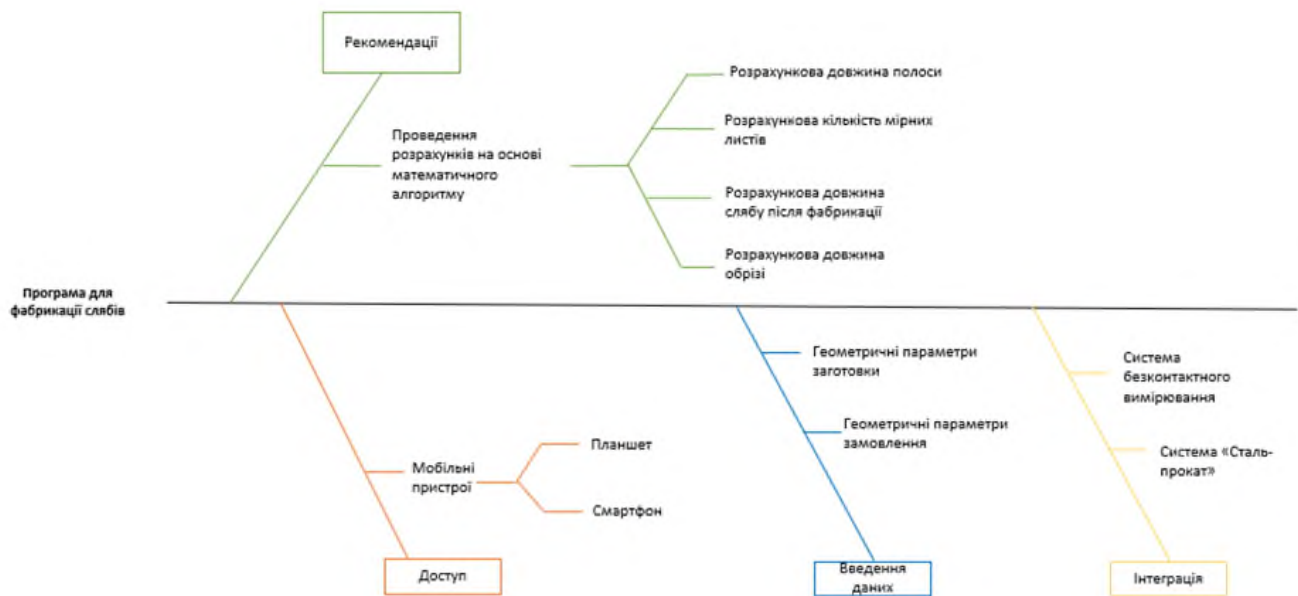 Рекомендації
Розрахункова довжина полоси
Розрахункова кількість мірних
листів
Проведення
розрахунків на основі
математичного
алгоритму
Розрахункова довжина
слябу після фабрикації
Розрахункова довжина
обрізі
Програма для
фабрикації слябів
Геометричні параметри
заготовки
Геометричні параметри
замовлення
Система
безконтактного
вимірювання
Система «Сталь-
прокат»
Мобільні
пристрої
Планшет
Смартфон
Доступ
Введення
даних
Інтеграція